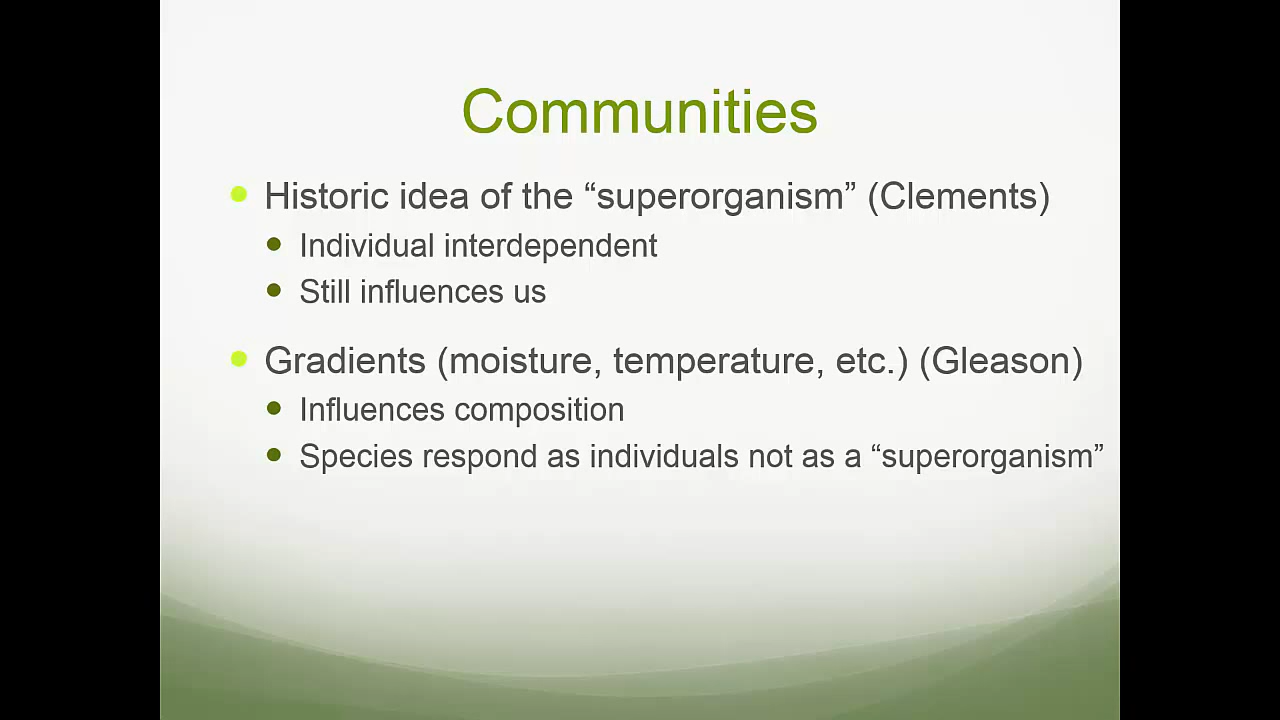 Communities
Historic idea of the “superorganism” (Clements)
Individual interdependent
Still influences us
Gradients (moisture, temperature, etc.) (Gleason)
Influences composition
Species respond as individuals not as a “superorganism”